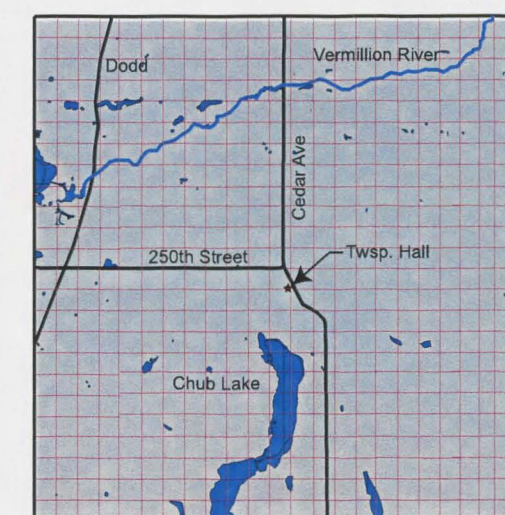 Dodd
Vermillion River
Cedar Ave
250th Street
Twsp. Hall
Chub Lake